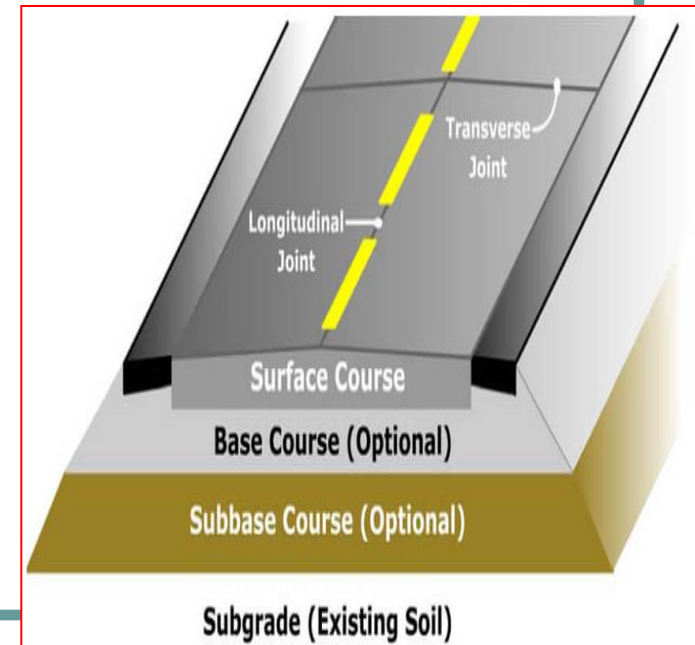 Transverse
Joint
Longitudinal
Joint
Surface Course
Base Course (Optional)
Subbase Course (Optional)
Subgrade (Existing Soil)